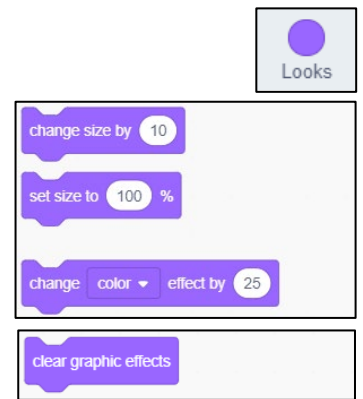 Looks
change size by 10
set size to 100 %
change color effect by 25
clear graphic effects